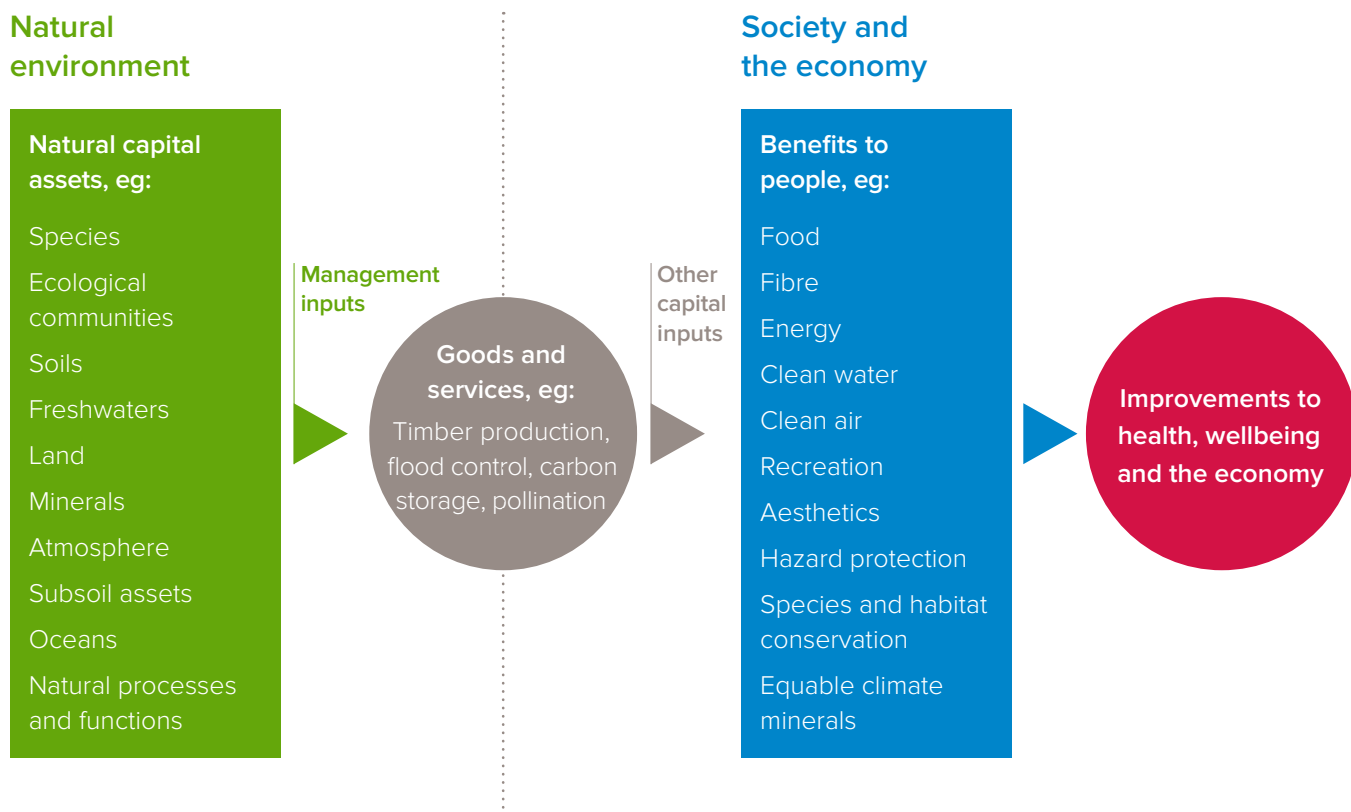 Natural
environment
Society and
the economy
Natural capital
assets, eg:
Species
Ecological
communities
Soils
Freshwaters
Land
Minerals
Atmosphere
Subsoil assets
Oceans
Natural processes
and functions
Management
inputs
Goods and
services, eg:
Timber production,
flood control, carbon
storage, pollination
Other
capital
inputs
Benefits to
people, eg:
Food
Fibre
Energy
Clean water
Clean air
Recreation
Aesthetics
Hazard protection
Species and habitat
conservation
Equable climate
minerals
Improvements to
health, wellbeing
and the economy